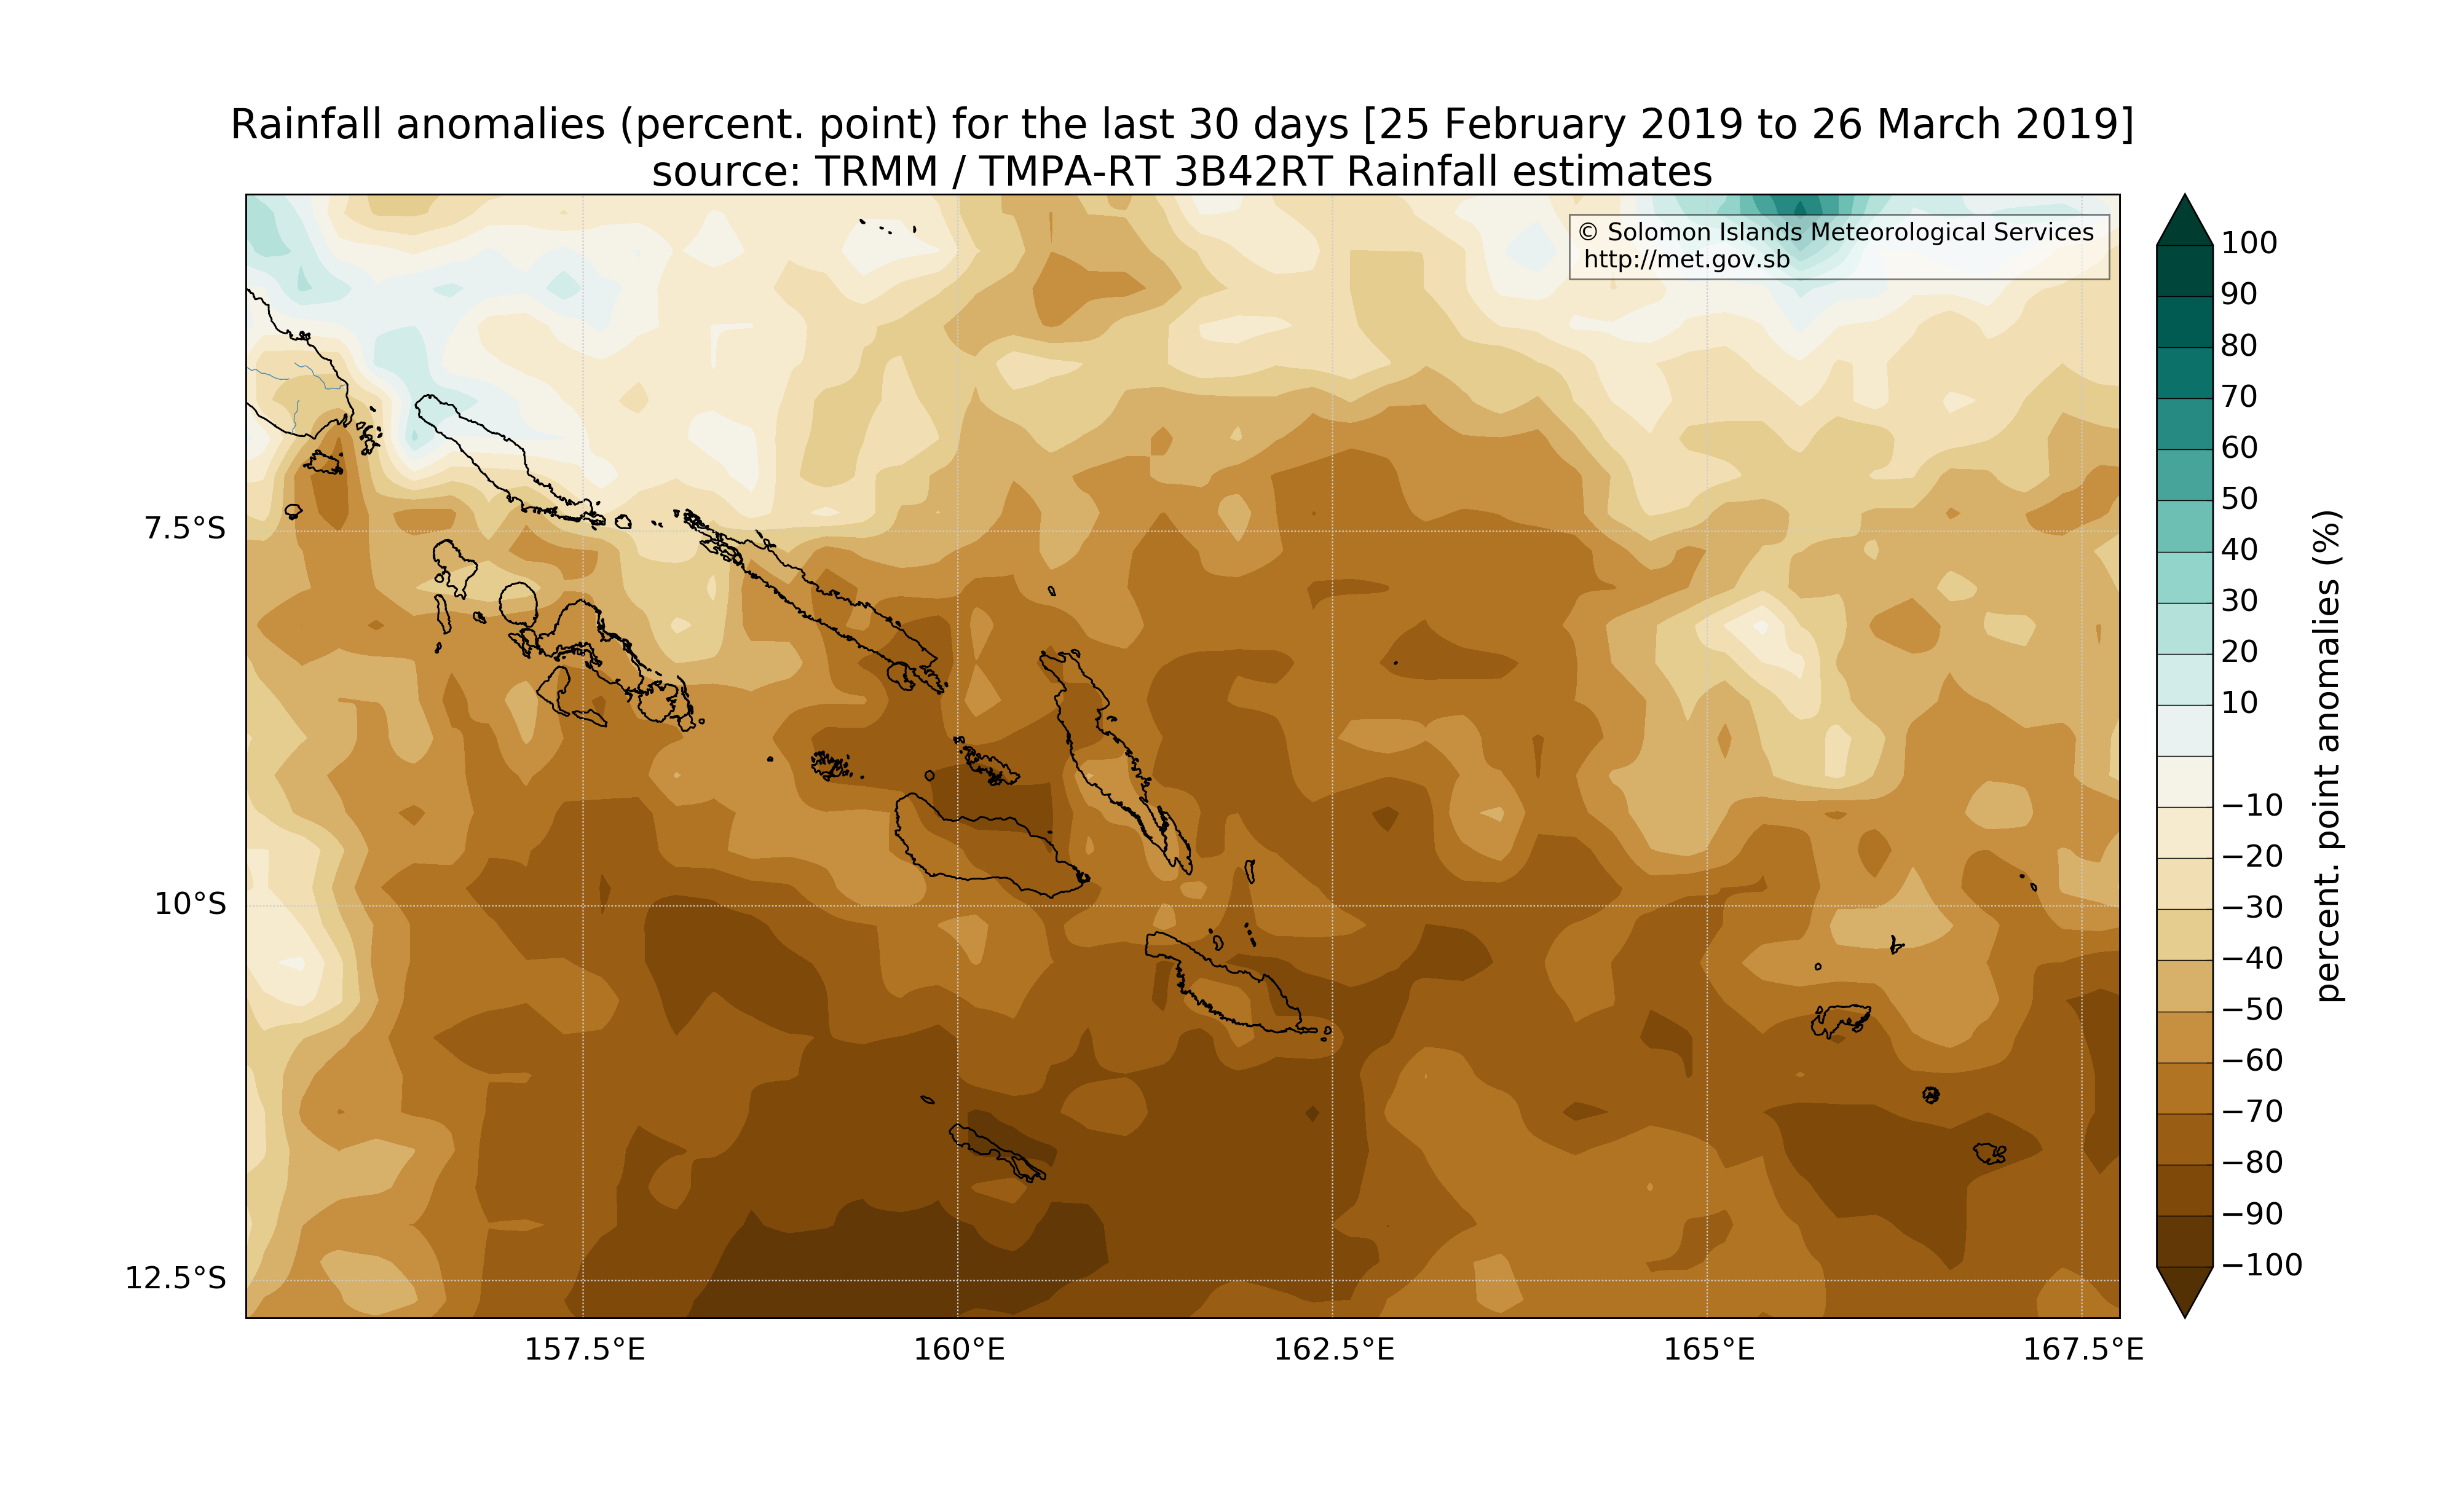 Rainfall anomalies (percent. point) for the last 30 days [25 February 2019 to 26 March 2019]
source: TRMM / TMPA-RT 3B42RT Rainfall estimates
© Solomon Islands Meteorological Services
http://met.gov.sb
7.5°S
10°S
12.5°S
157.5°E
160°E
162.5°E
165°E
167.5°E
100
90
80
70
60
50
40
30
20
10
−10
−20
−30
−40
−50
−60
−70
−80
−90
−100
percent. point anomalies (%)